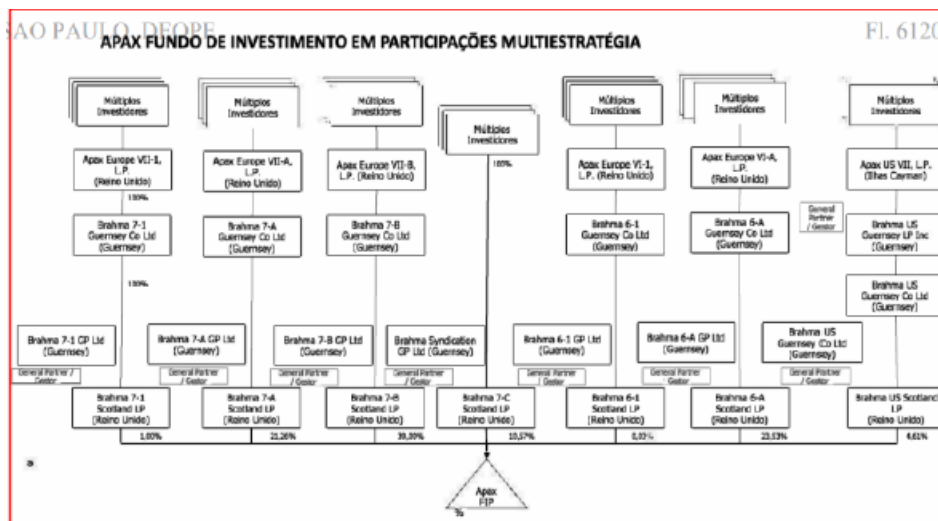 SAO PAULO, DEOPE
Fl. 6120
APAX FUNDO DE INVESTIMENTO EM PARTICIPAÇÕES MULTIESTRATÉGIA
Múltiplos
Investidores
Múltiplos
Investidores
Múltiplos
Investidores
Múltiplos
Investidores
Múltiplos
Investidores
Múltiplos
Investidores
Múltiplos
Investidores
100%
Apax Europe VII-1,
L.P.
(Reino Unido)
Apax Europe VII-A,
L.P.
(Reino Unido)
Apax Europe VII-B,
L.P. (Reino Unido)
Apax Europe VI-1,
L.P. (Reino Unido)
Apax Europe VI-A,
L.P.
(Reino Unido)
Apax US VII, L.P.
(Ilhas Cayman)
100%
Brahma 7-1
Guernsey Co Ltd
(Guernsey)
Brahma 7-A
Guernsey Co Ltd
(Guernsey)
Brahma 7-B
Guernsey Co Ltd
(Guernsey)
Brahma 6-1
Guernsey Co Ltd
(Guernsey)
Brahma 6-A
Guernsey Co Ltd
(Guernsey)
General
Partner
/ Gestor
Brahma US
Guernsey LP Inc
(Guernsey)
100%
Brahma US
Guernsey Co Ltd
(Guernsey)
Brahma 7-1 GP Ltd
(Guernsey)
Brahma 7-A GP Ltd
(Guernsey)
Brahma 7-B GP Ltd
(Guernsey)
Brahma Syndication
GP Ltd (Guernsey)
Brahma 6-1 GP Ltd
(Guernsey)
Brahma 6-A GP Ltd
(Guernsey)
Brahma US
Guernsey Co Ltd
(Guernsey)
General Partner /
Gestor
General Partner
/ Gestor
General Partner
/ Gestor
General Partner
/ Gestor
General Partner
/ Gestor
General Partner
/ Gestor
General Partner
/ Gestor
Brahma 7-1
Scotland LP
(Reino Unido)
Brahma 7-A
Scotland LP
(Reino Unido)
Brahma 7-B
Scotland LP
(Reino Unido)
Brahma 7-C
Scotland LP
(Reino Unido)
Brahma 6-1
Scotland LP
(Reino Unido)
Brahma 6-A
Scotland LP
(Reino Unido)
Brahma US Scotland
LP
(Reino Unido)
21,26%
10,57%
4,61%
Apax
FIP
%